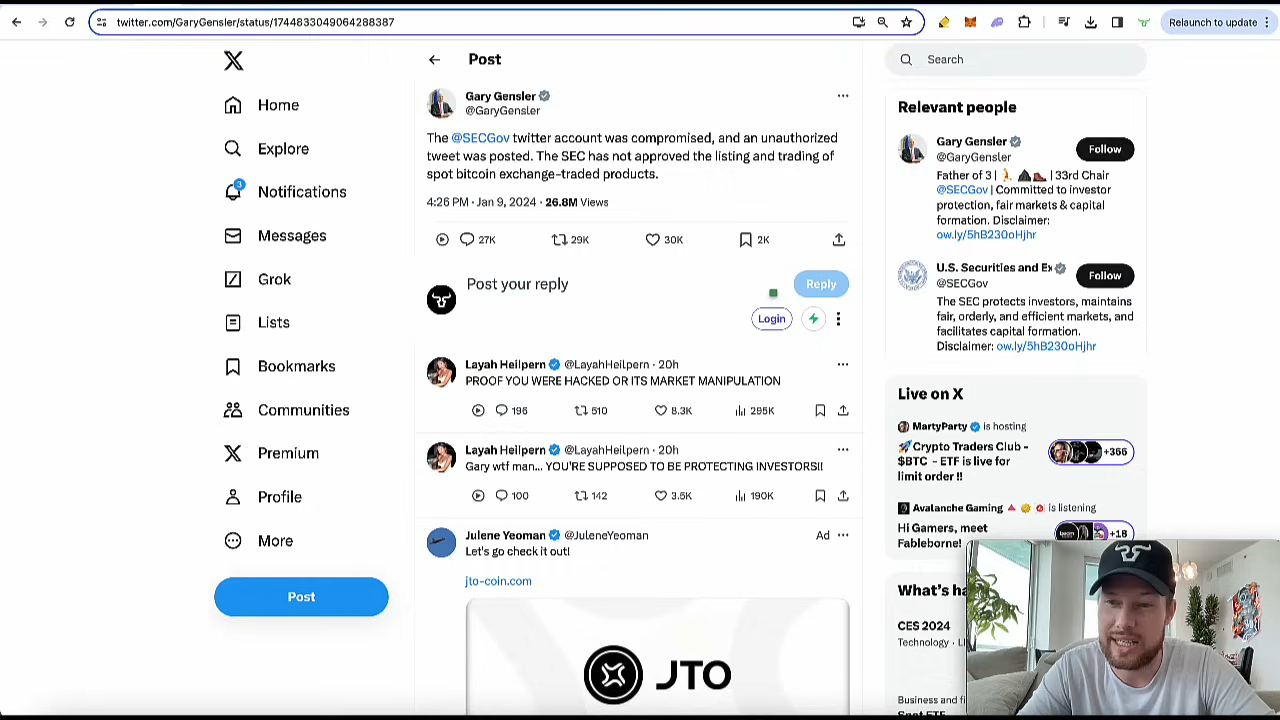 twitter.com/GaryGensler/status/1744833049064288387
Relaunch to update
Home
Explore
3
Notifications
Messages
Grok
Lists
Bookmarks
Communities
Premium
Profile
More
Post
Post
Gary Gensler
@GaryGensler
The @SECGov twitter account was compromised, and an unauthorized
tweet was posted. The SEC has not approved the listing and trading of
spot bitcoin exchange-traded products.
4:26 PM · Jan 9, 2024 · 26.8M Views
27K 29K 30K 2K
Post your reply
Reply
Login
Layah Heilpern @LayahHeilpern · 20h
PROOF YOU WERE HACKED OR ITS MARKET MANIPULATION
196 510 8.3K 295K
Layah Heilpern @LayahHeilpern · 20h
Gary wtf man... YOU'RE SUPPOSED TO BE PROTECTING INVESTORS!!
100 142 3.5K 190K
Julene Yeoman @JuleneYeoman Ad
Let's go check it out!
jto-coin.com
JTO
Search
Relevant people
Gary Gensler
@GaryGensler
Follow
Father of 3 | | 33rd Chair
@SECGov | Committed to investor
protection, fair markets & capital
formation. Disclaimer:
ow.ly/5hB230oHjhr
U.S. Securities and Ex
@SECGov
Follow
The SEC protects investors, maintains
fair, orderly, and efficient markets, and
facilitates capital formation.
Disclaimer: ow.ly/5hB230oHjhr
Live on X
MartyParty is hosting
Crypto Traders Club -
$BTC - ETF is live for
limit order !!
+366
Avalanche Gaming is listening
Hi Gamers, meet
Fableborne!
+18
What's ha
CES 2024
Technology · LI
Business and fi
Spot ETF